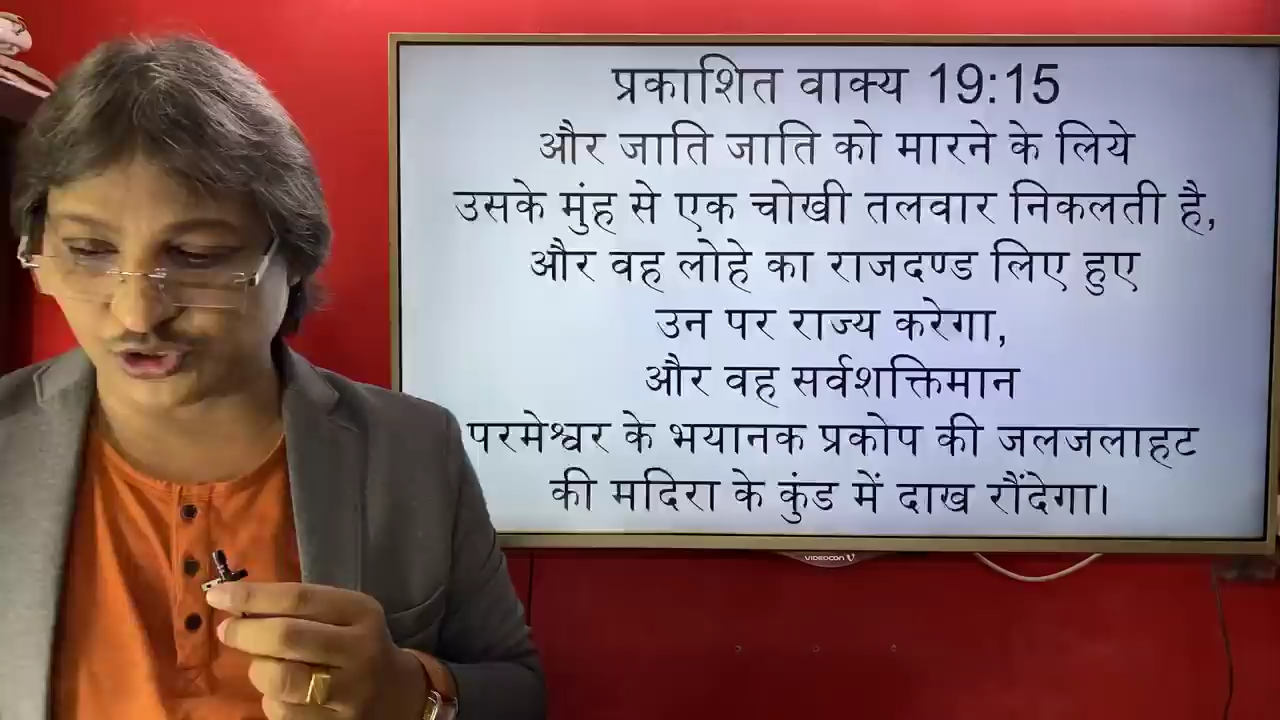 प्रकाशित वाक्य 19:15
और जाति जाति को मारने के लिये
उसके मुंह से एक चोखी तलवार निकलती है,
और वह लोहे का राजदण्ड लिए हुए
उन पर राज्य करेगा,
और वह सर्वशक्तिमान
परमेश्वर के भयानक प्रकोप की जलजलाहट
की मदिरा के कुंड में दाख रौंदेगा।
VIDEOCON